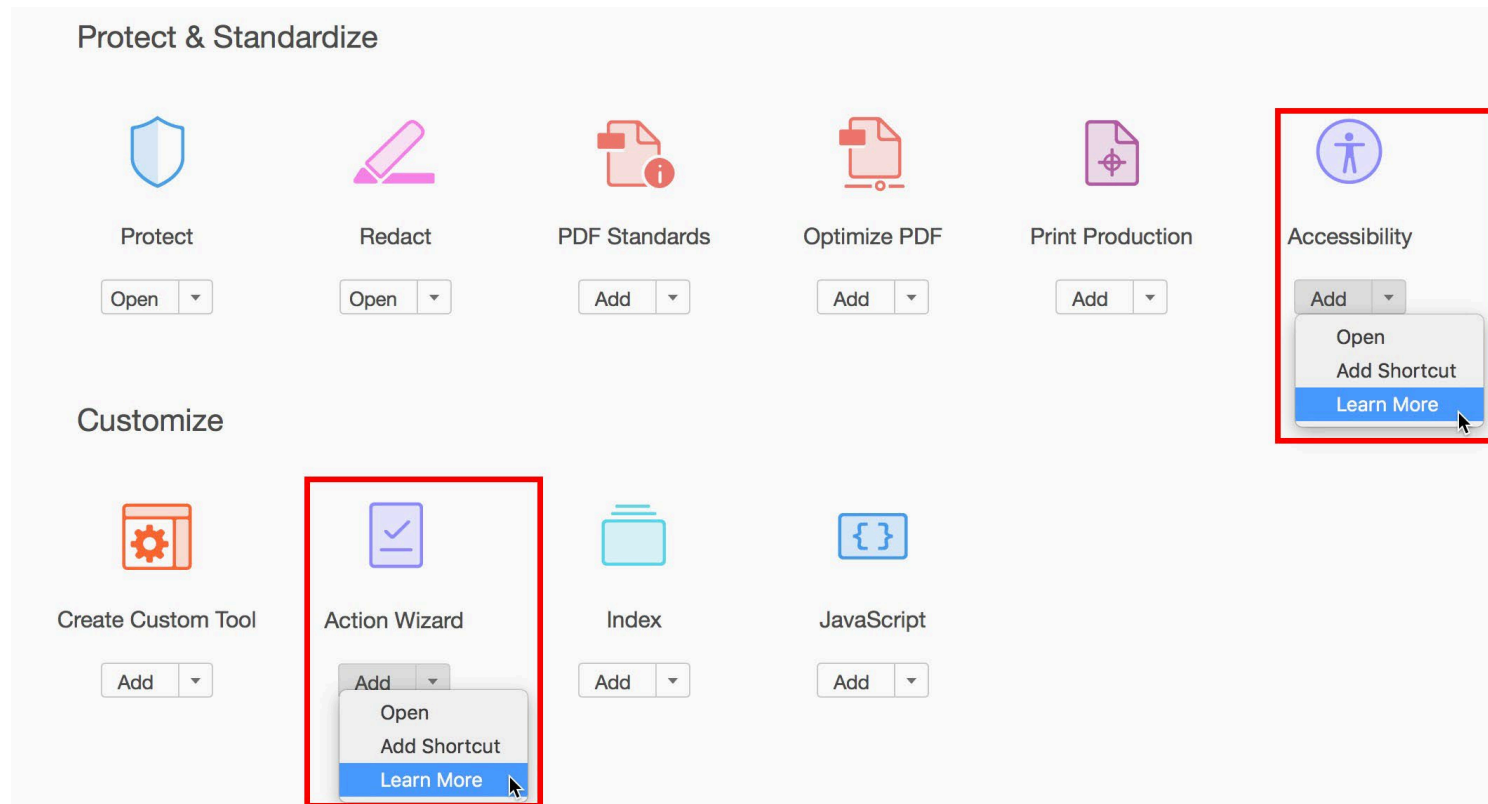 Protect & Standardize
Protect Redact PDF Standards Optimize PDF Print Production Accessibility
Open Open Add Add Add Add
Open
Add Shortcut
Learn More
Customize
Create Custom Tool Action Wizard Index JavaScript
Add Add Add Add
Open
Add Shortcut
Learn More